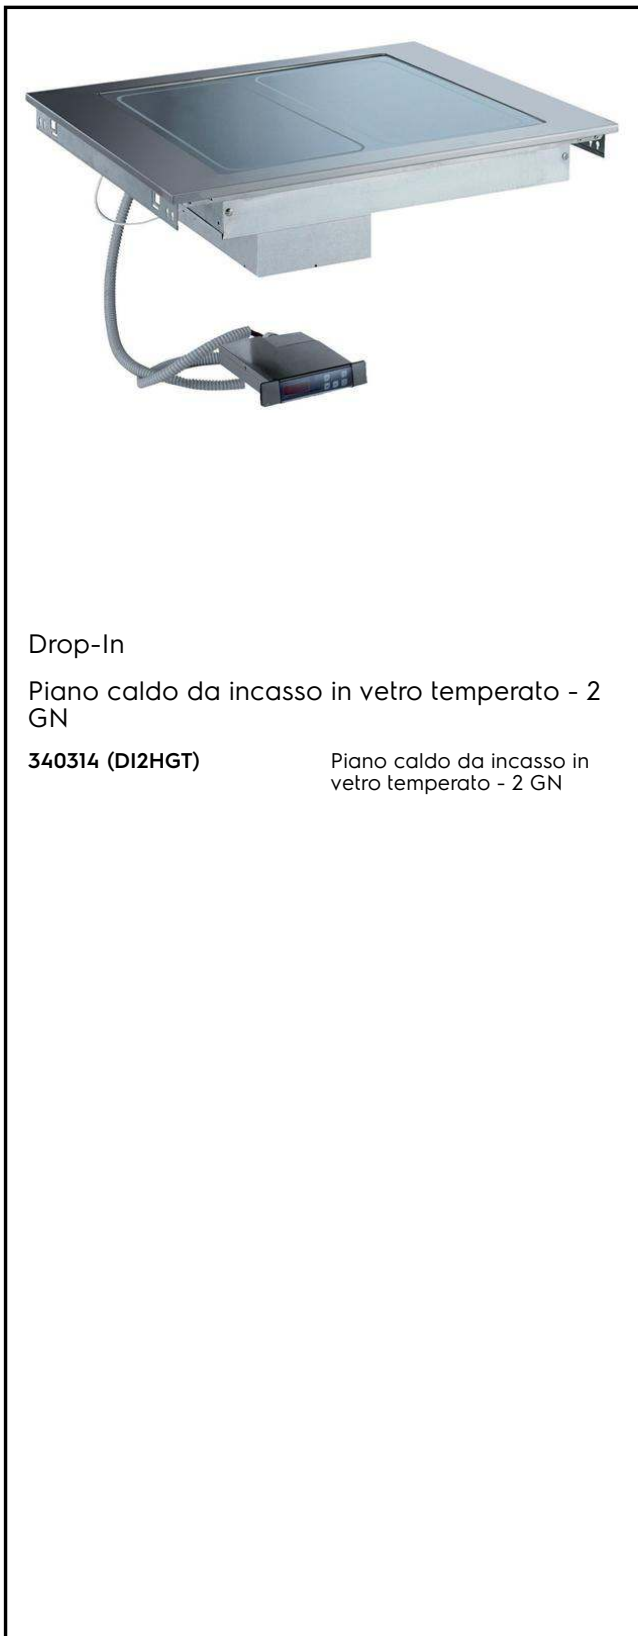 Drop-In
Piano caldo da incasso in vetro temperato - 2
GN
340314 (DI2HGT)
Piano caldo da incasso in
vetro temperato - 2 GN